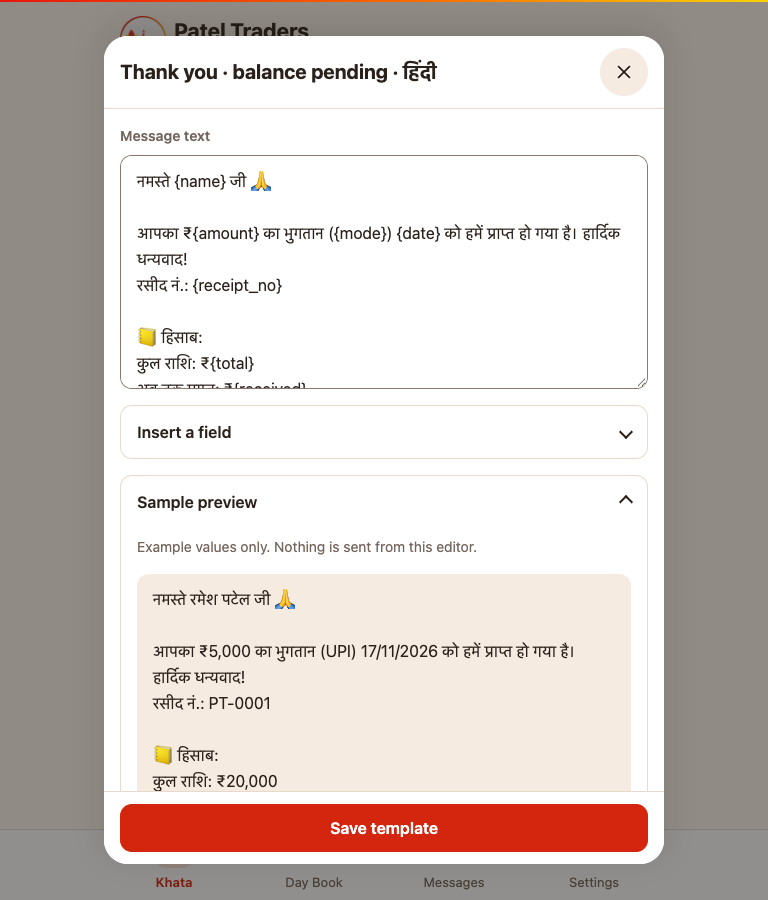 Patel Traders
Thank you · balance pending · हिंदी
Message text
नमस्ते {name} जी 🙏
आपका ₹{amount} का भुगतान ({mode}) {date} को हमें प्राप्त हो गया है। हार्दिक
धन्यवाद!
रसीद नं.: {receipt_no}
📒 हिसाब:
कुल राशि: ₹{total}
Insert a field
Sample preview
Example values only. Nothing is sent from this editor.
नमस्ते रमेश पटेल जी 🙏
आपका ₹5,000 का भुगतान (UPI) 17/11/2026 को हमें प्राप्त हो गया है।
हार्दिक धन्यवाद!
रसीद नं.: PT-0001
📒 हिसाब:
कुल राशि: ₹20,000
Save template
Khata
Day Book
Messages
Settings